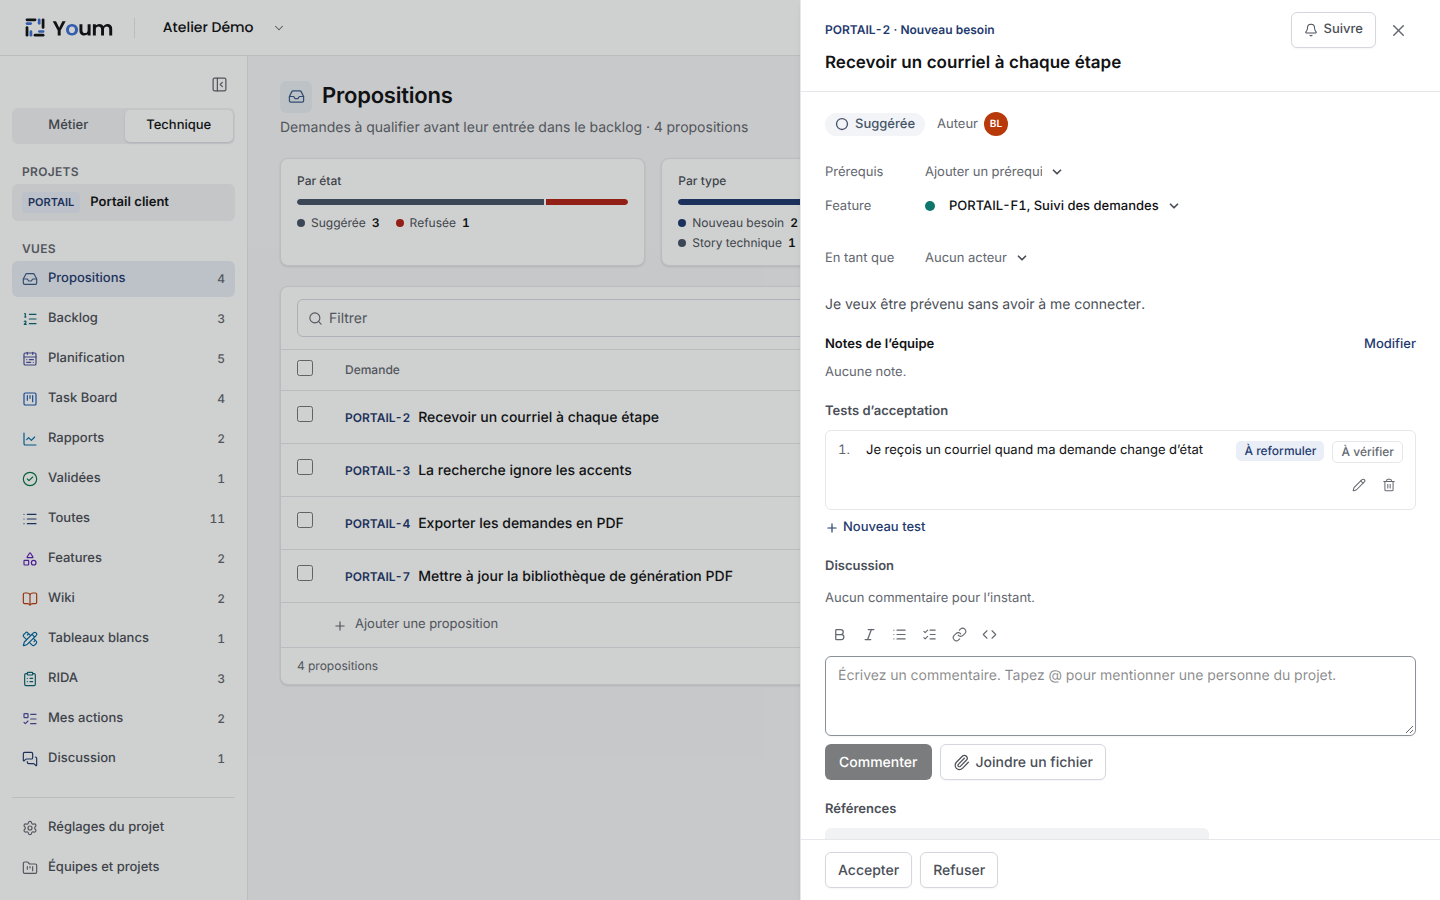 Youm
Atelier Démo
Métier
Technique
PROJETS
PORTAIL
Portail client
VUES
Propositions 4
Backlog 3
Planification 5
Task Board 4
Rapports 2
Validées 1
Toutes 11
Features 2
Wiki 2
Tableaux blancs 1
RIDA 3
Mes actions 2
Discussion 1
Réglages du projet
Équipes et projets
Propositions
Demandes à qualifier avant leur entrée dans le backlog · 4 propositions
Par état
Suggérée 3 Refusée 1
Par type
Nouveau besoin 2
Story technique 1
Filtrer
Demande
PORTAIL-2 Recevoir un courriel à chaque étape
PORTAIL-3 La recherche ignore les accents
PORTAIL-4 Exporter les demandes en PDF
PORTAIL-7 Mettre à jour la bibliothèque de génération PDF
Ajouter une proposition
4 propositions
PORTAIL-2 · Nouveau besoin
Suivre
Recevoir un courriel à chaque étape
Suggérée
Auteur BL
Prérequis Ajouter un prérequi
Feature PORTAIL-F1, Suivi des demandes
En tant que Aucun acteur
Je veux être prévenu sans avoir à me connecter.
Notes de l’équipe Modifier
Aucune note.
Tests d’acceptation
1. Je reçois un courriel quand ma demande change d’état À reformuler À vérifier
Nouveau test
Discussion
Aucun commentaire pour l’instant.
Écrivez un commentaire. Tapez @ pour mentionner une personne du projet.
Commenter
Joindre un fichier
Références
Accepter
Refuser